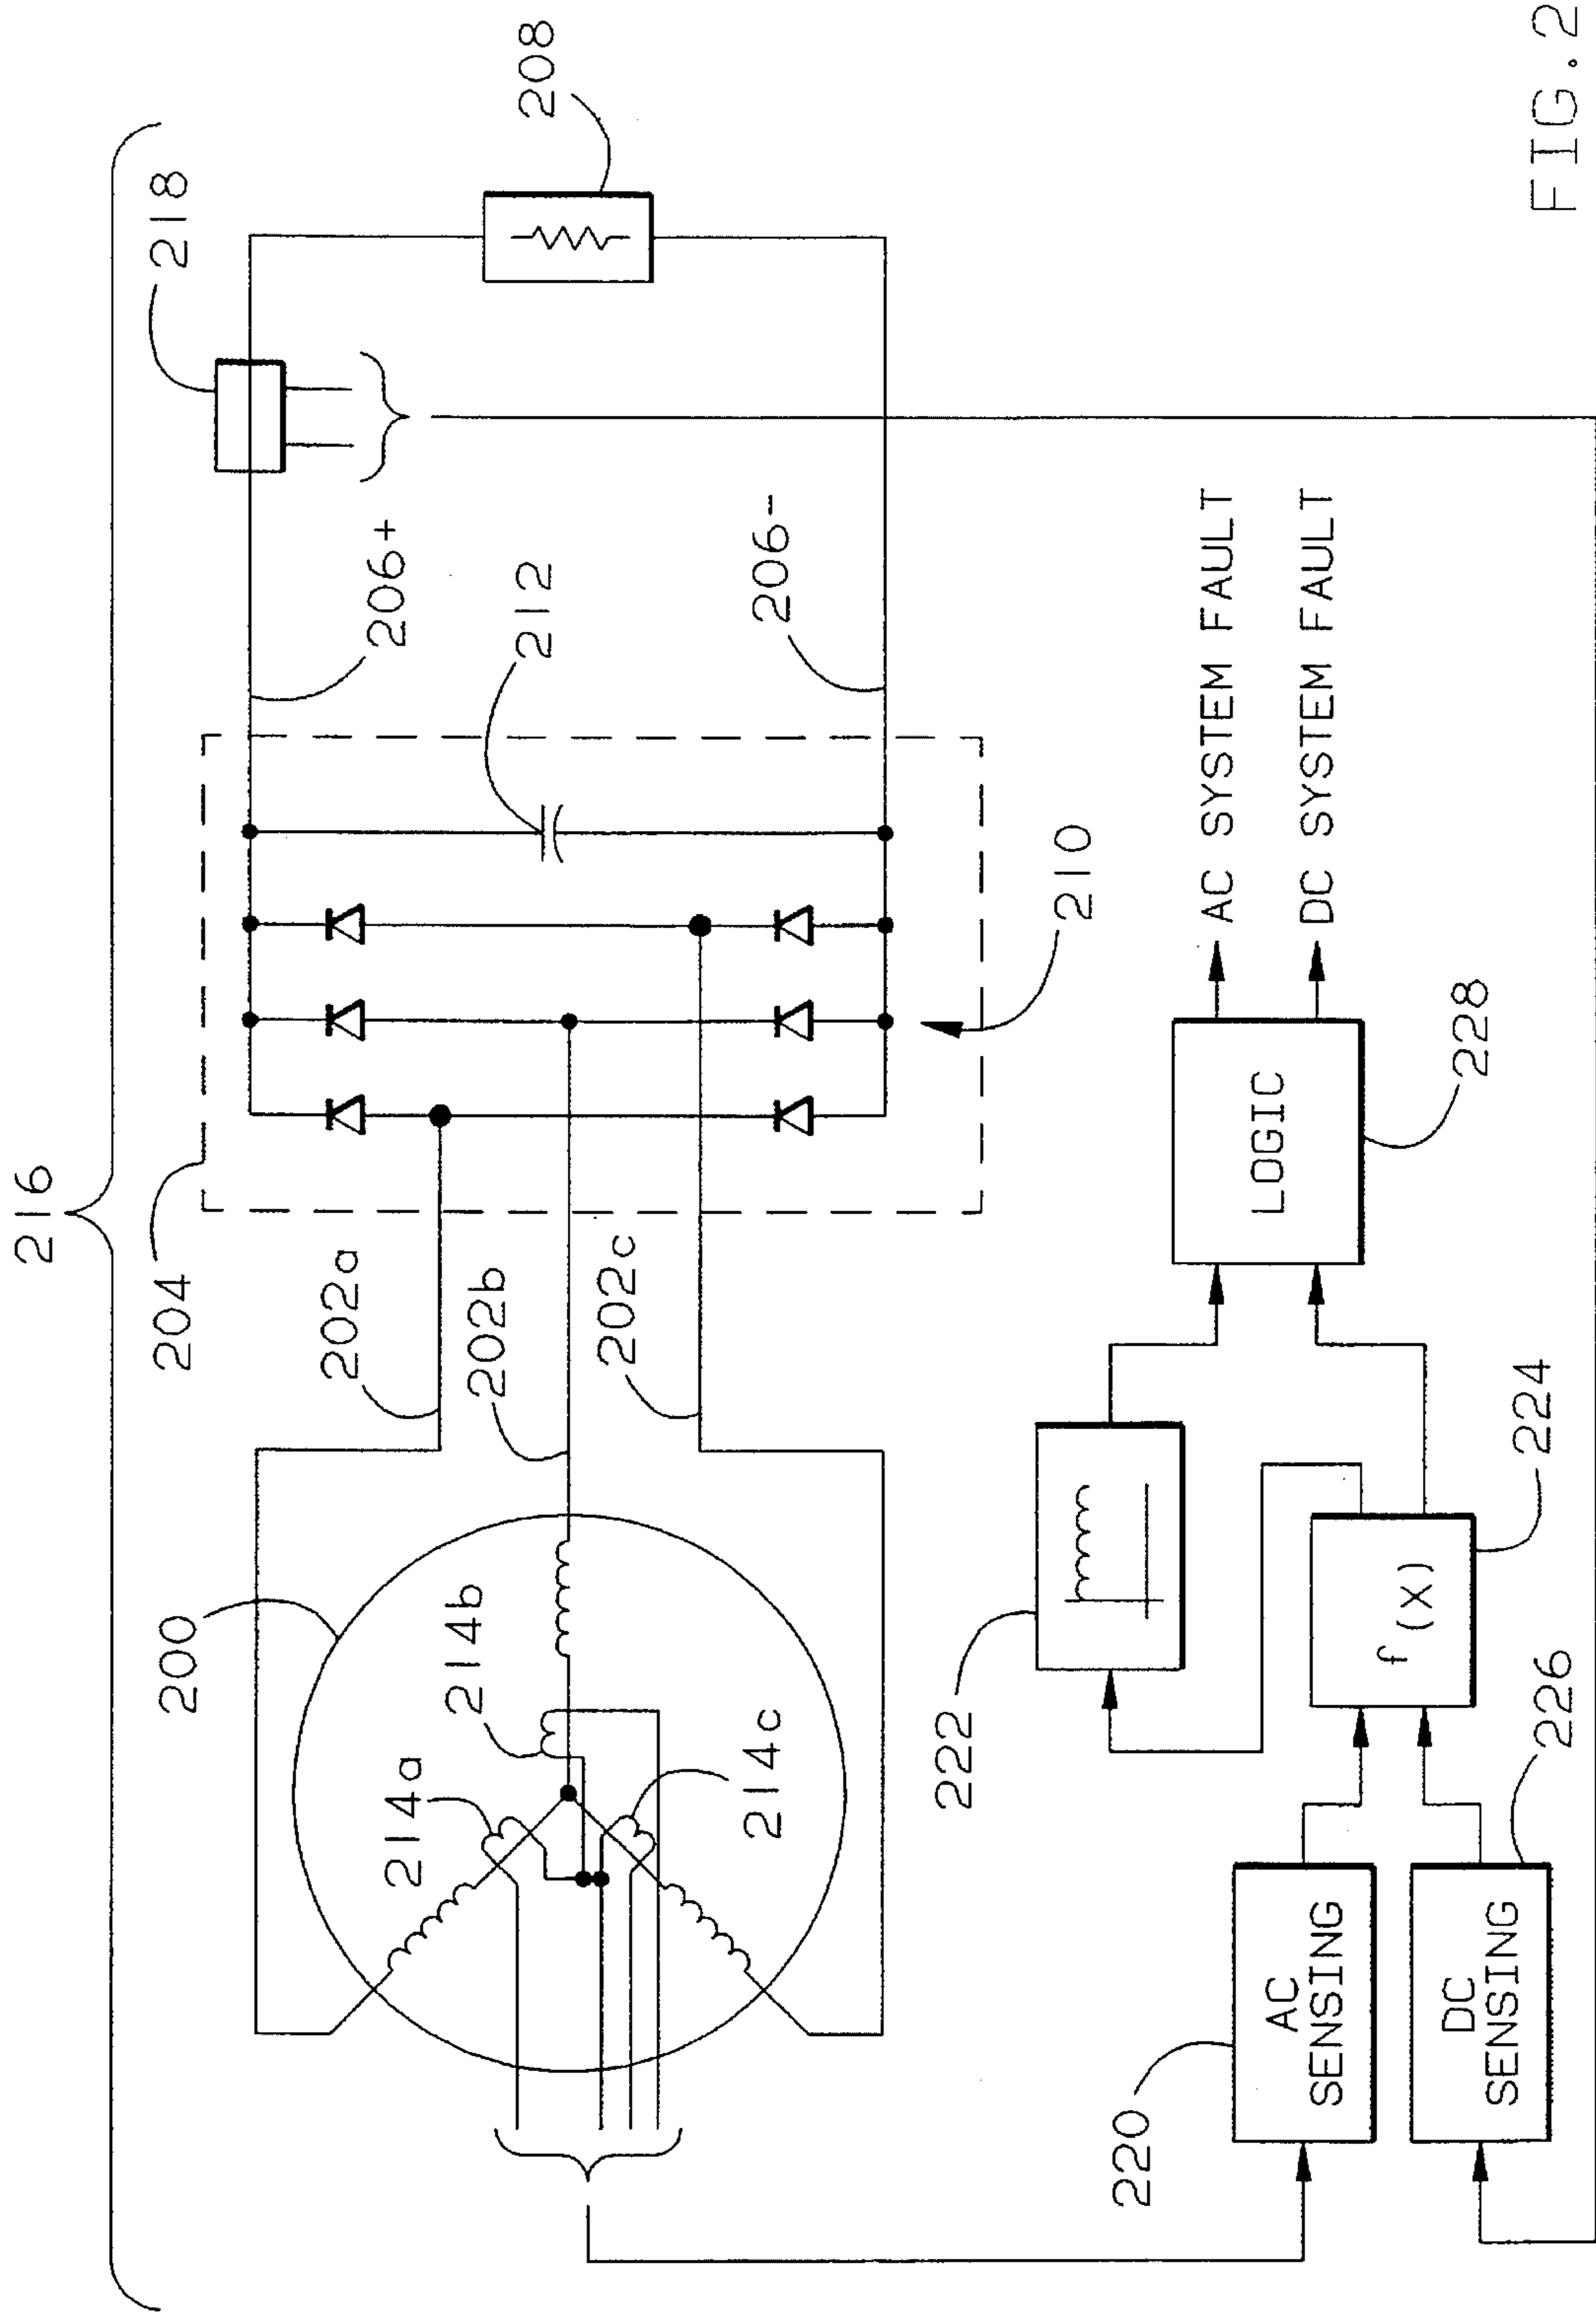 216
218
208
204
206+
212
206-
202a
202b
202c
200
214a
214b
214c
210
222
220
AC
SENSING
DC
SENSING
226
f(x)
224
LOGIC
228
AC SYSTEM FAULT
DC SYSTEM FAULT
FIG.2